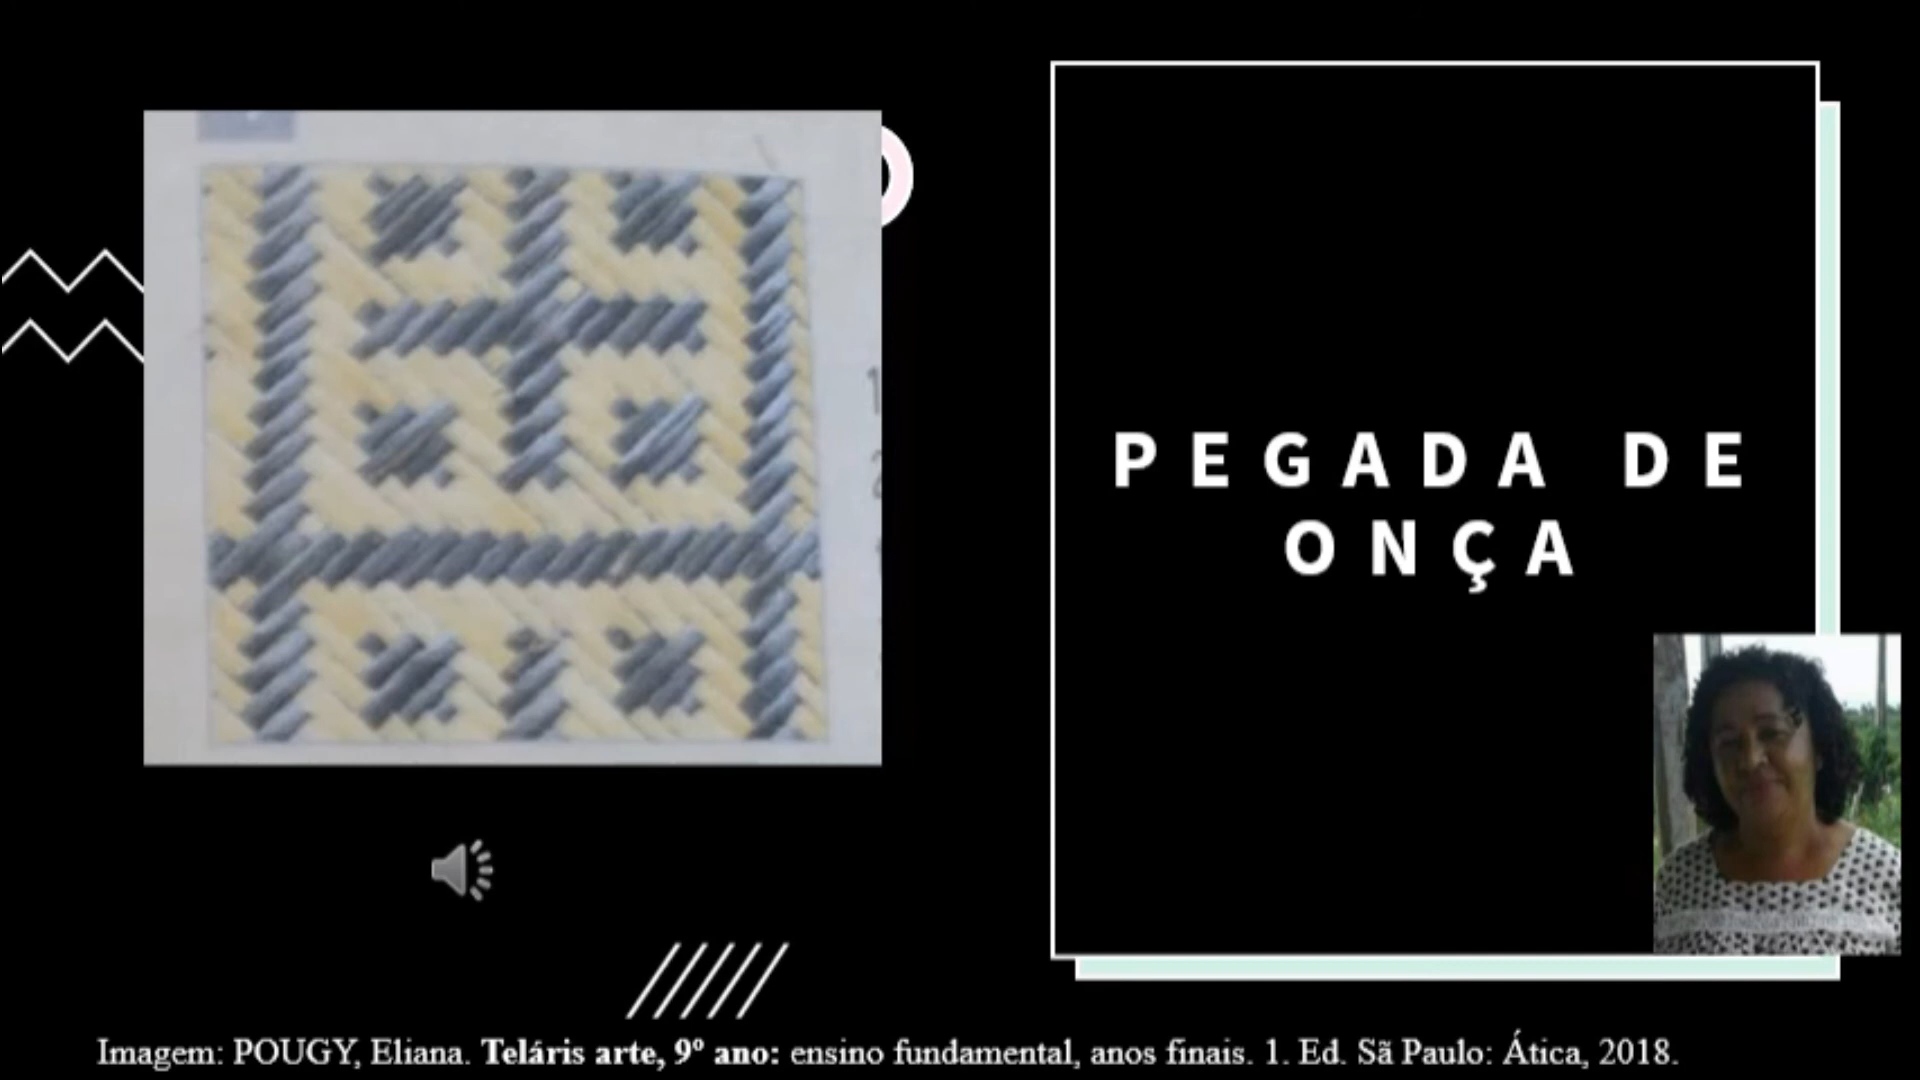 PEGADA DE
ONÇA
Imagem: POUGY, Eliana. Teláris arte, 9º ano: ensino fundamental, anos finais. 1. Ed. Sã Paulo: Ática, 2018.